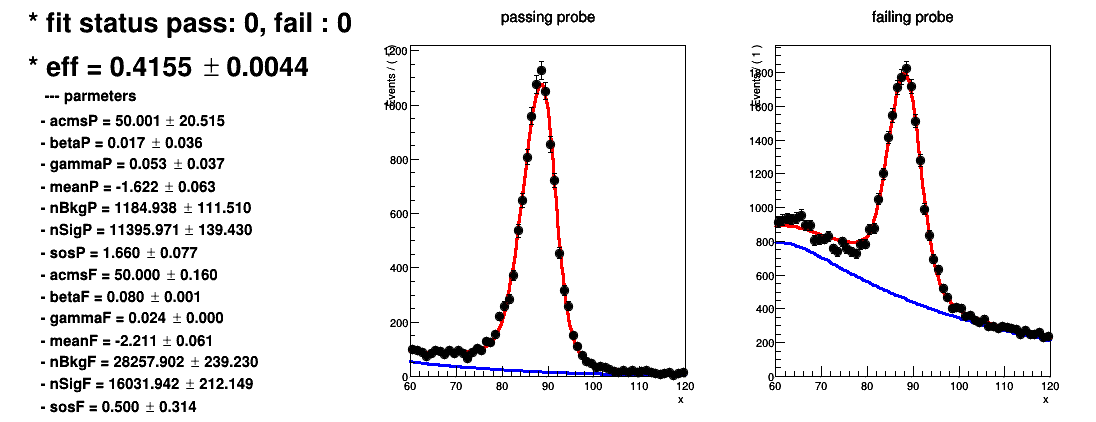 * fit status pass: 0, fail : 0
* eff = 0.4155 ± 0.0044
--- parmeters
- acmsP = 50.001 ± 20.515
- betaP = 0.017 ± 0.036
- gammaP = 0.053 ± 0.037
- meanP = -1.622 ± 0.063
- nBkgP = 1184.938 ± 111.510
- nSigP = 11395.971 ± 139.430
- sosP = 1.660 ± 0.077
- acmsF = 50.000 ± 0.160
- betaF = 0.080 ± 0.001
- gammaF = 0.024 ± 0.000
- meanF = -2.211 ± 0.061
- nBkgF = 28257.902 ± 239.230
- nSigF = 16031.942 ± 212.149
- sosF = 0.500 ± 0.314
passing probe
Events / ( 1 )
1200
1000
800
600
400
200
0
60 70 80 90 100 110 120
x
failing probe
Events / ( 1 )
1800
1600
1400
1200
1000
800
600
400
200
0
60 70 80 90 100 110 120
x